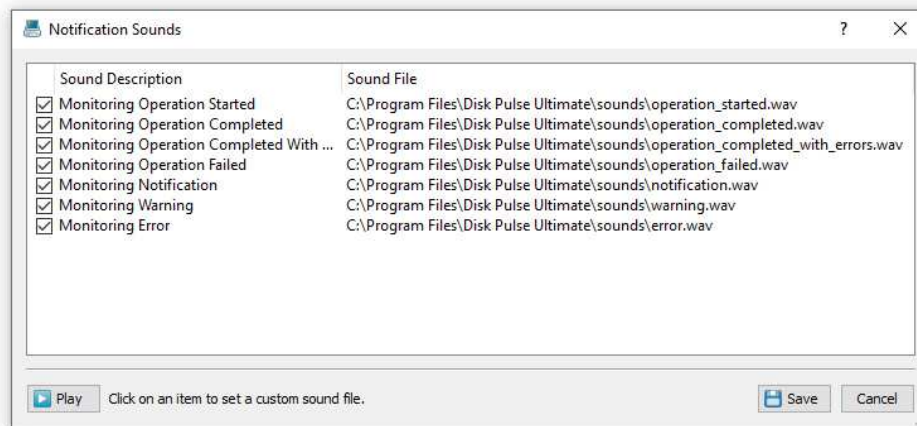 Notification Sounds
Sound Description Sound File
Monitoring Operation Started C:\Program Files\Disk Pulse Ultimate\sounds\operation_started.wav
Monitoring Operation Completed C:\Program Files\Disk Pulse Ultimate\sounds\operation_completed.wav
Monitoring Operation Completed With ... C:\Program Files\Disk Pulse Ultimate\sounds\operation_completed_with_errors.wav
Monitoring Operation Failed C:\Program Files\Disk Pulse Ultimate\sounds\operation_failed.wav
Monitoring Notification C:\Program Files\Disk Pulse Ultimate\sounds\notification.wav
Monitoring Warning C:\Program Files\Disk Pulse Ultimate\sounds\warning.wav
Monitoring Error C:\Program Files\Disk Pulse Ultimate\sounds\error.wav
Play Click on an item to set a custom sound file. Save Cancel